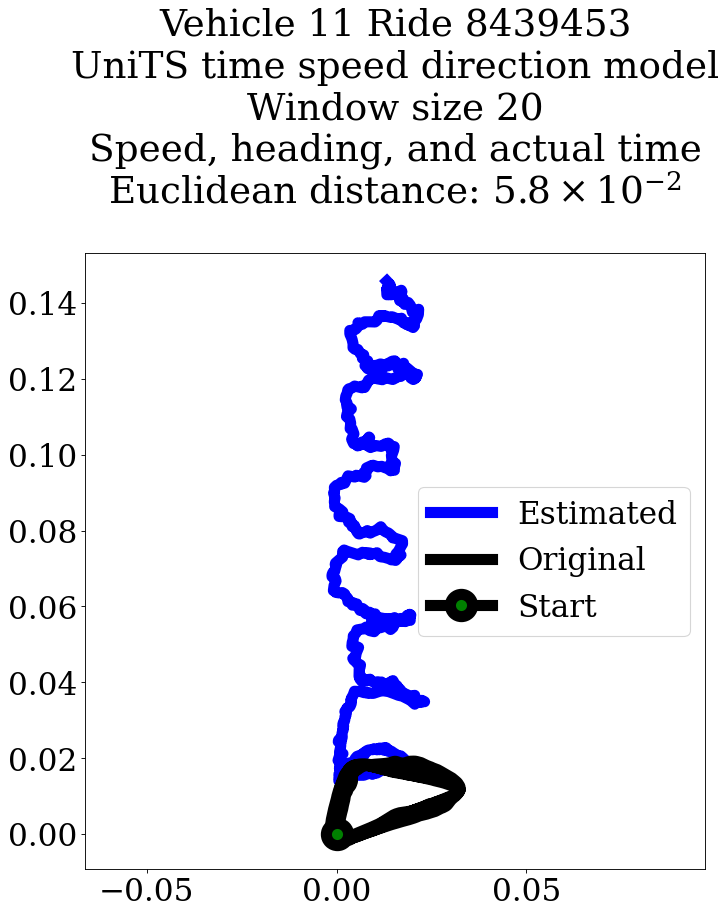 Vehicle 11 Ride 8439453
UniTS time speed direction model
Window size 20
Speed, heading, and actual time
Euclidean distance: 5.8 × 10⁻²
0.14
0.12
0.10
0.08
0.06
0.04
0.02
0.00
Estimated
Original
Start
−0.05 0.00 0.05